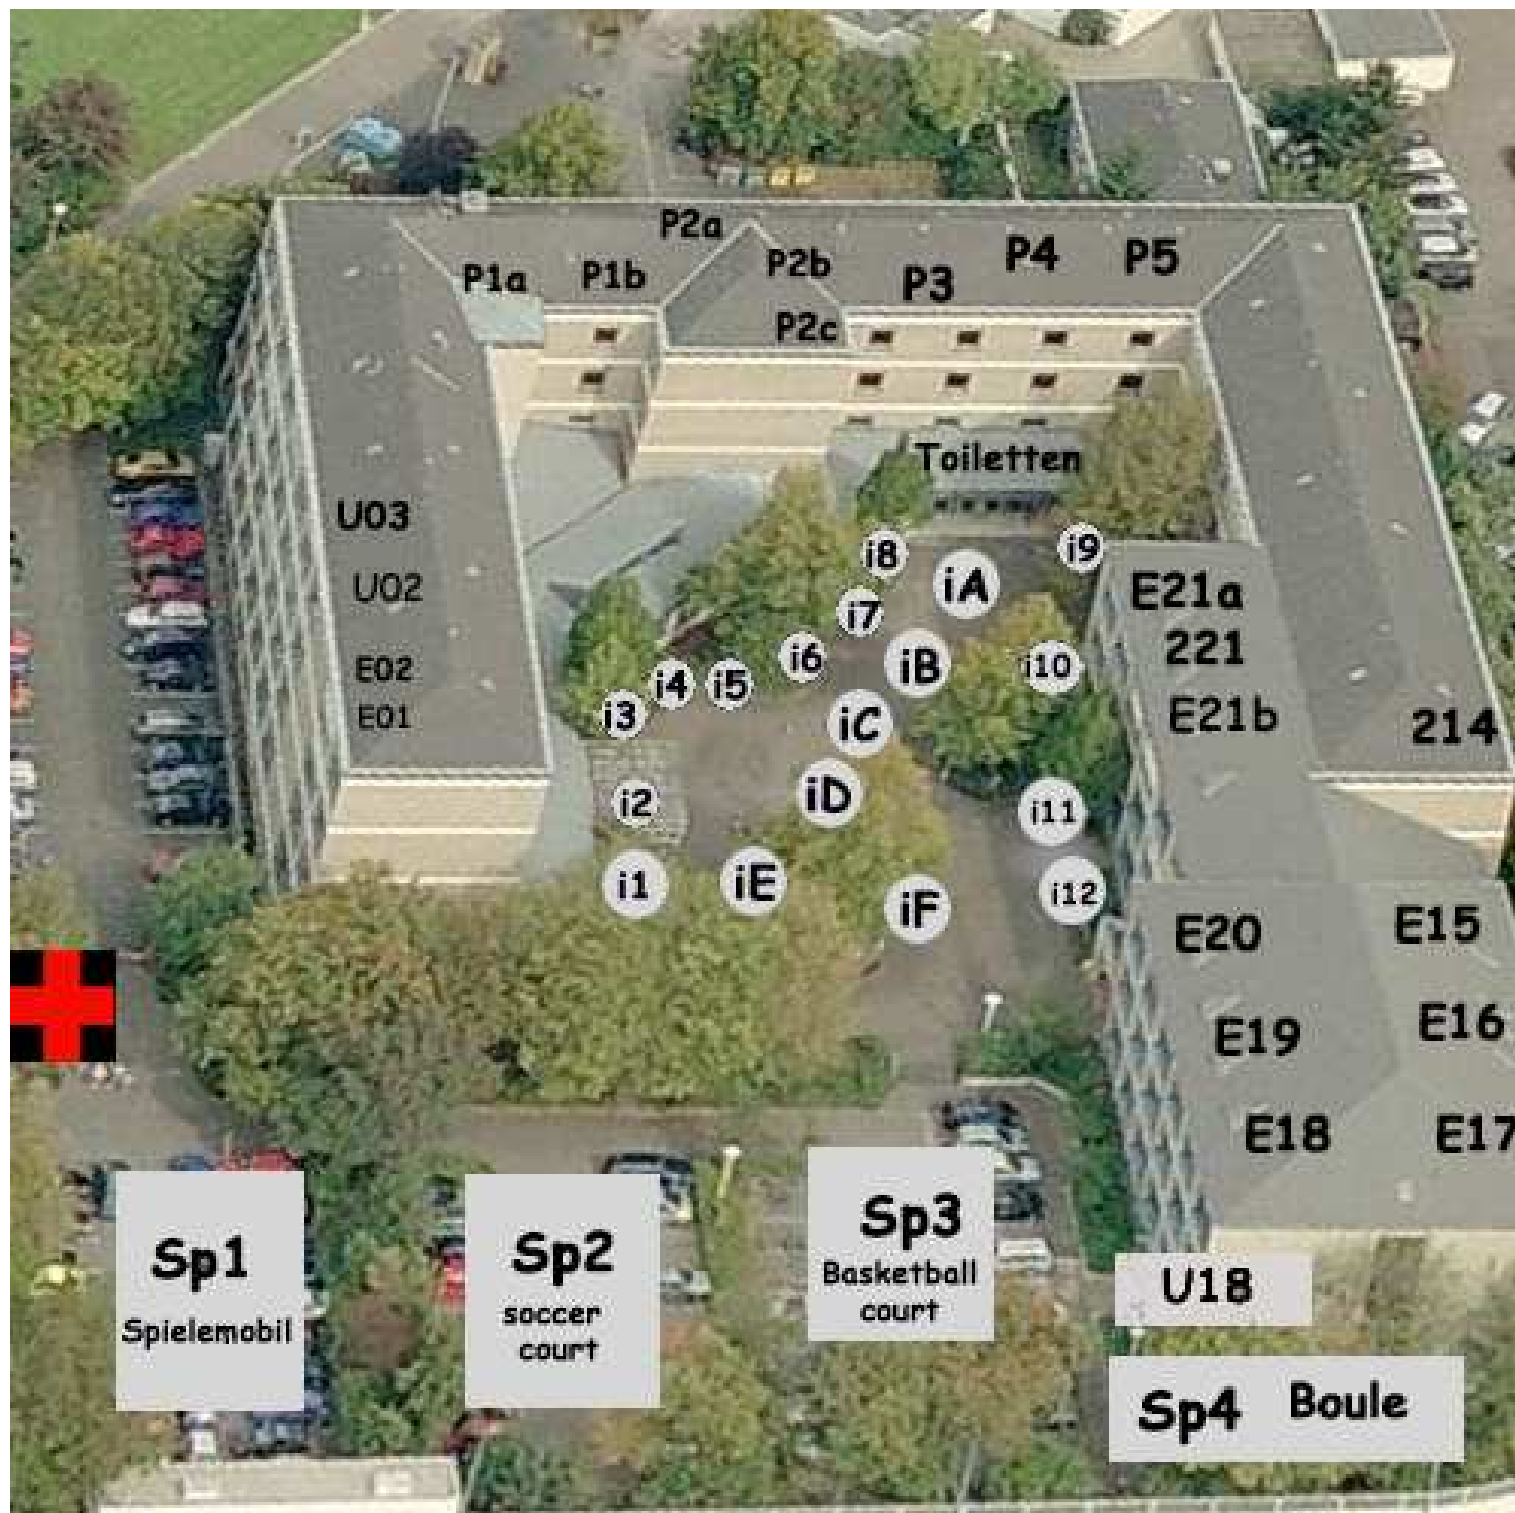 P2a
P1a
P1b
P2b
P2c
P3
P4
P5
Toiletten
U03
U02
E02
E01
i8
i9
iA
i7
i6
iB
i10
i5
i4
i3
iC
iD
i2
i11
i1
iE
iF
i12
E21a
221
E21b
214
E20
E15
E19
E16
E18
E17
Sp1
Spielemobil
Sp2
soccer
court
Sp3
Basketball
court
U18
Sp4 Boule